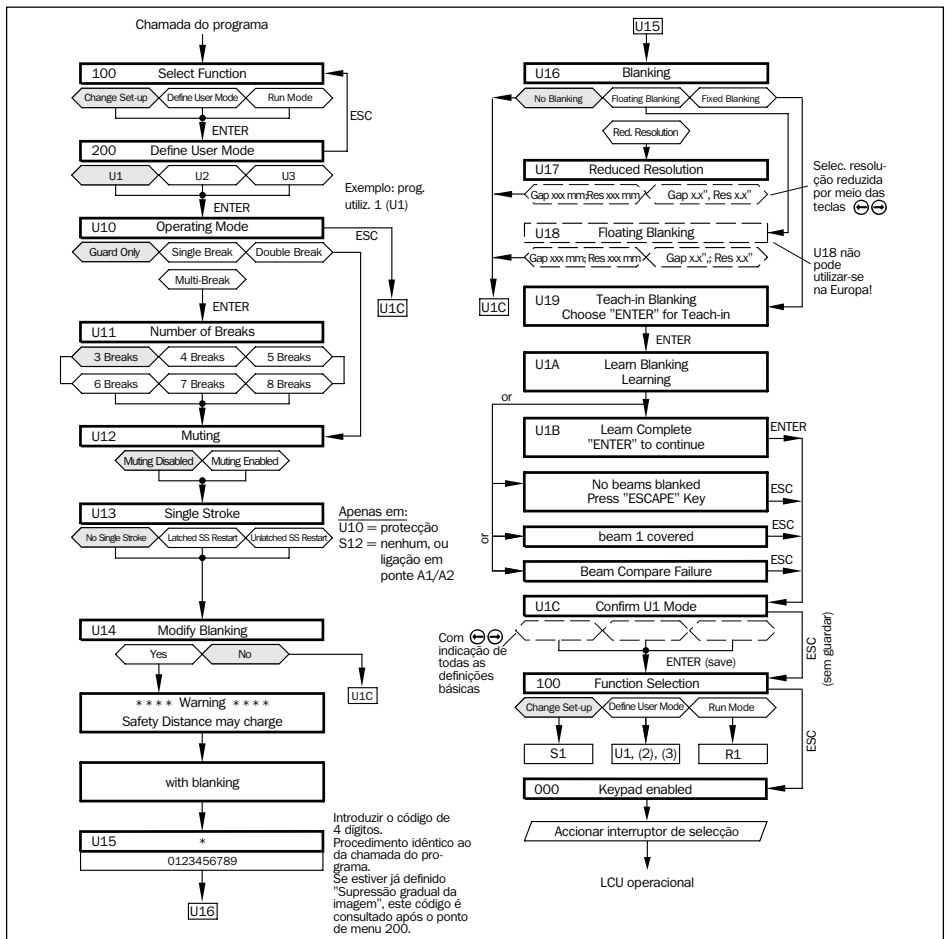 Chamada do programa
100 Select Function
Change Set-up Define User Mode Run Mode
ESC
ENTER
200 Define User Mode
U1 U2 U3
Exemplo: prog.
utiliz. 1 (U1)
ENTER
U10 Operating Mode
ESC
Guard Only Single Break Double Break
Multi-Break
U1C
ENTER
U11 Number of Breaks
3 Breaks 4 Breaks 5 Breaks
6 Breaks 7 Breaks 8 Breaks
U12 Muting
Muting Disabled Muting Enabled
U13 Single Stroke
No Single Stroke Latched SS Restart Unlatched SS Restart
Apenas em:
U10 = protecção
S12 = nenhum, ou
ligação em
ponte A1/A2
U14 Modify Blanking
Yes No
U1C
**** Warning ****
Safety Distance may charge
with blanking
U15 *
0123456789
U16
Introduzir o código de
4 dígitos.
Procedimento idêntico ao
da chamada do pro-
grama.
Se estiver já definido
"Supressão gradual da
imagem", este código é
consultado após o ponto
de menu 200.
U15
U16 Blanking
No Blanking Floating Blanking Fixed Blanking
Red. Resolution
U17 Reduced Resolution
Gap xxx mm;Res xxx mm Gap x.x", Res x.x"
Selec. resolu-
ção reduzida
por meio das
teclas ←→
U18 Floating Blanking
Gap xxx mm; Res xxx mm Gap x.x",; Res x.x"
U18 não
pode
utilizar-se
na Europa!
U1C
U19 Teach-in Blanking
Choose "ENTER" for Teach-in
ENTER
U1A Learn Blanking
Learning
or
U1B Learn Complete
"ENTER" to continue
ENTER
No beams blanked
Press "ESCAPE" Key
ESC
or
beam 1 covered
ESC
Beam Compare Failure
ESC
U1C Confirm U1 Mode
Com ←→
indicação de
todas as
definições
básicas
ENTER (save)
ESC
(sem guardar)
100 Function Selection
Change Set-up Define User Mode Run Mode
S1 U1, (2), (3) R1
ESC
000 Keypad enabled
Accionar interruptor de selecção
LCU operacional